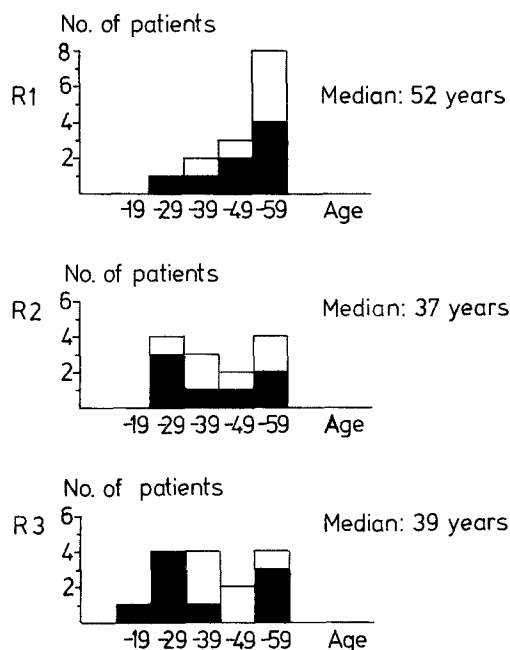 No. of patients
8
R1
6
4
2
Median: 52 years
-19 -29 -39 -49 -59 Age
No. of patients
6
R2
4
2
Median: 37 years
-19 -29 -39 -49 -59 Age
No. of patients
6
R3
4
2
Median: 39 years
-19 -29 -39 -49 -59 Age